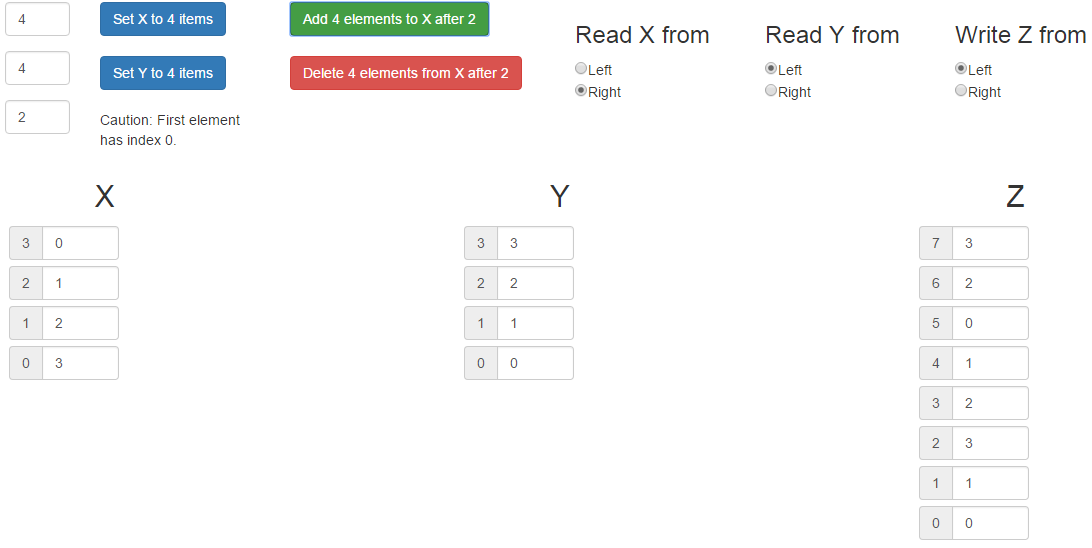 4
Set X to 4 items
Add 4 elements to X after 2
Read X from
Read Y from
Write Z from
Left
Left
Left
4
Set Y to 4 items
Delete 4 elements from X after 2
Right
Right
Right
2
Caution: First element
has index 0.
X
Y
Z
3 0
3 3
7 3
2 1
2 2
6 2
1 2
1 1
5 0
0 3
0 0
4 1
3 2
2 3
1 1
0 0